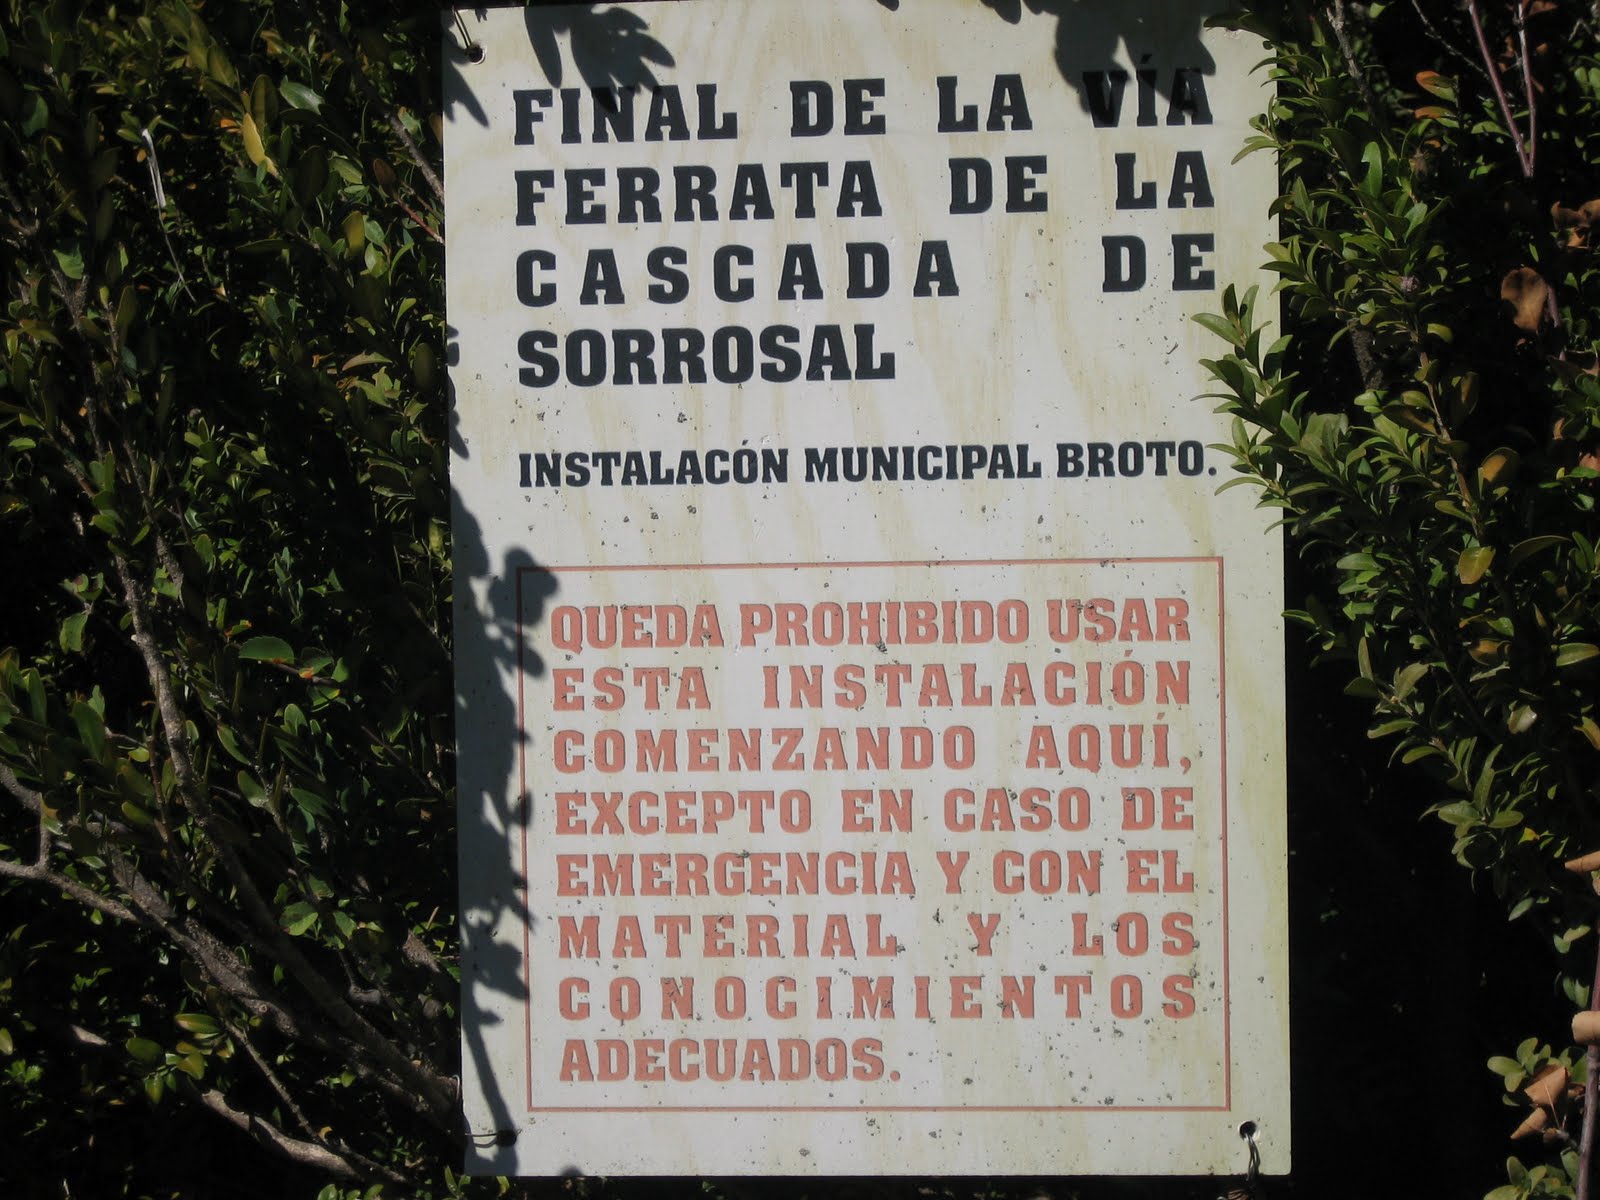 FINAL DE LA VÍA
FERRATA DE LA
CASCADA DE
SORROSAL
INSTALACÓN MUNICIPAL BROTO.
QUEDA PROHIBIDO USAR
ESTA INSTALACIÓN
COMENZANDO AQUÍ,
EXCEPTO EN CASO DE
EMERGENCIA Y CON EL
MATERIAL Y LOS
CONOCIMIENTOS
ADECUADOS.